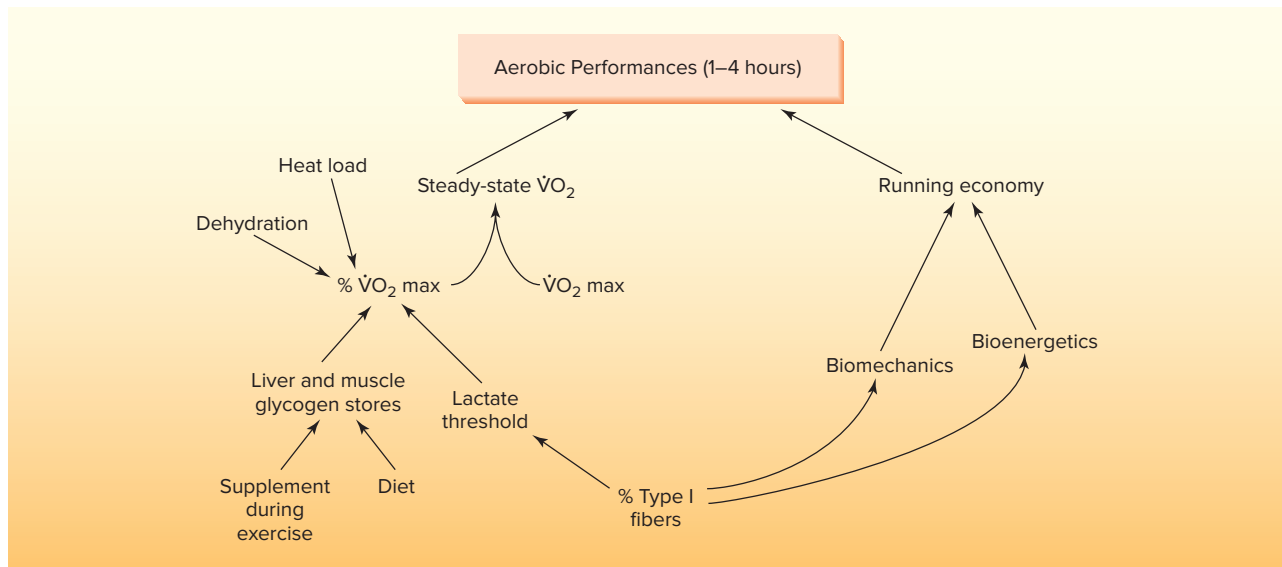 Aerobic Performances (1–4 hours)
Heat load
Steady-state V̇O₂
Running economy
Dehydration
% V̇O₂ max
V̇O₂ max
Bioenergetics
Biomechanics
Liver and muscle
glycogen stores
Lactate
threshold
Supplement
during
exercise
Diet
% Type I
fibers